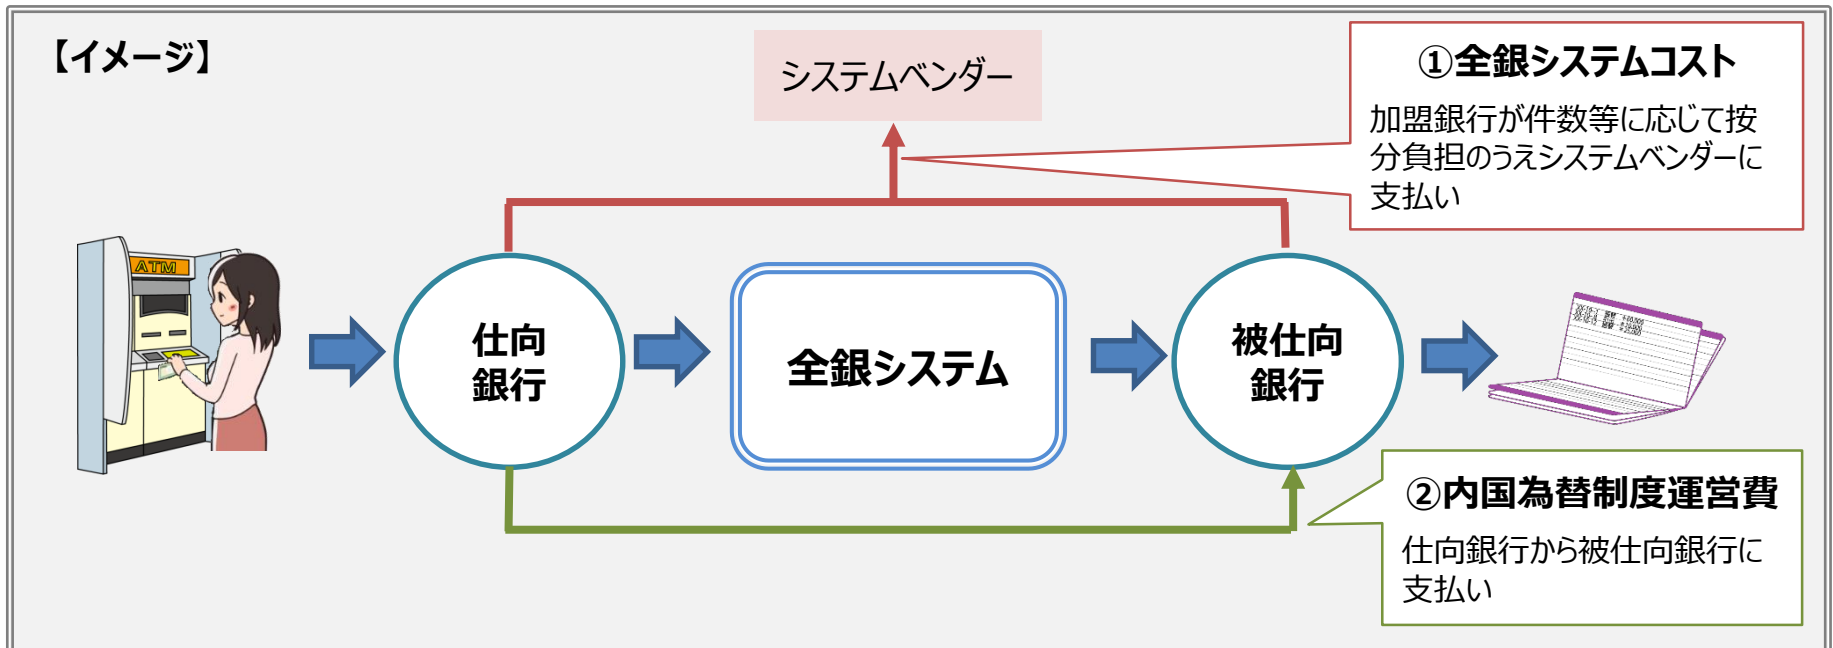 【イメージ】
システムベンダー
①全銀システムコスト
加盟銀行が件数等に応じて按
分負担のうえシステムベンダーに
支払い
ATM
仕向
銀行
全銀システム
被仕向
銀行
②内国為替制度運営費
仕向銀行から被仕向銀行に
支払い